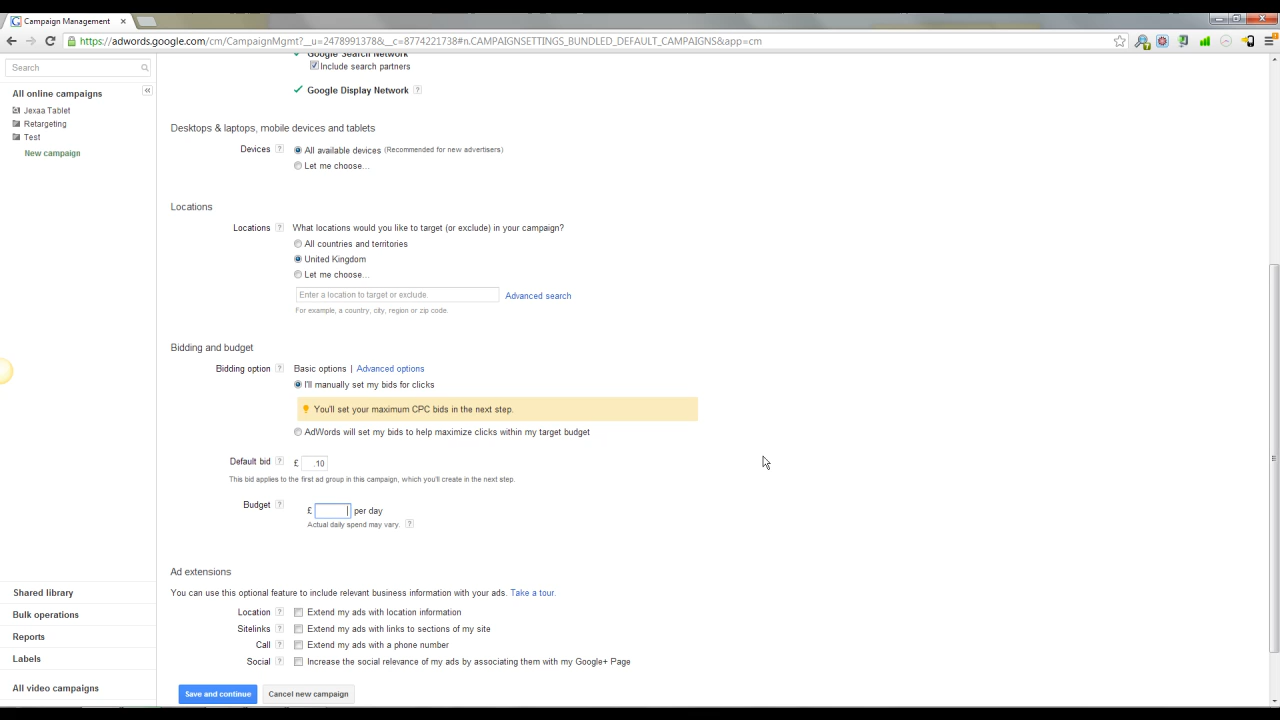 Campaign Management
https://adwords.google.com/cm/CampaignMgmt?__u=2478991378&__c=8774221738#n.CAMPAIGNSETTINGS_BUNDLED_DEFAULT_CAMPAIGNS&app=cm
Search
All online campaigns
Jexaa Tablet
Retargeting
Test
New campaign
Google Search Network
Include search partners
Google Display Network ?
Desktops & laptops, mobile devices and tablets
Devices ? All available devices (Recommended for new advertisers)
Let me choose...
Locations
Locations ? What locations would you like to target (or exclude) in your campaign?
All countries and territories
United Kingdom
Let me choose...
Enter a location to target or exclude. Advanced search
For example, a country, city, region or zip code.
Bidding and budget
Bidding option ? Basic options | Advanced options
I'll manually set my bids for clicks
You'll set your maximum CPC bids in the next step.
AdWords will set my bids to help maximize clicks within my target budget
Default bid ? £ .10
This bid applies to the first ad group in this campaign, which you'll create in the next step.
Budget ? £ per day
Actual daily spend may vary. ?
Ad extensions
You can use this optional feature to include relevant business information with your ads. Take a tour.
Location ? Extend my ads with location information
Sitelinks ? Extend my ads with links to sections of my site
Call ? Extend my ads with a phone number
Social ? Increase the social relevance of my ads by associating them with my Google+ Page
Save and continue Cancel new campaign
Shared library
Bulk operations
Reports
Labels
All video campaigns